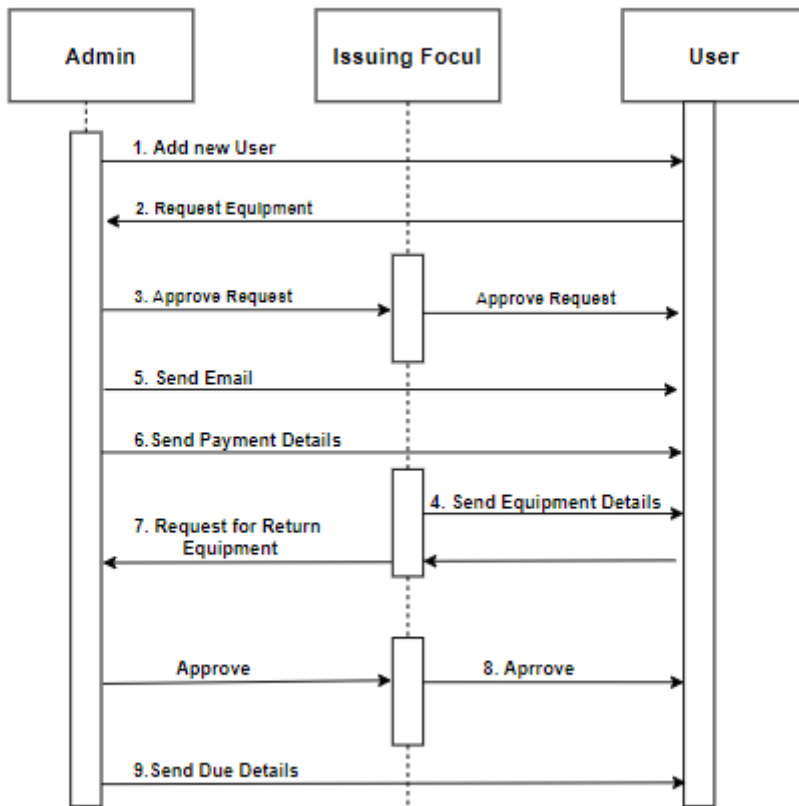 Admin
Issuing Focul
User
1. Add new User
2. Request Equipment
3. Approve Request
Approve Request
5. Send Email
6.Send Payment Details
4. Send Equipment Details
7. Request for Return
Equipment
Approve
8. Aprrove
9.Send Due Details